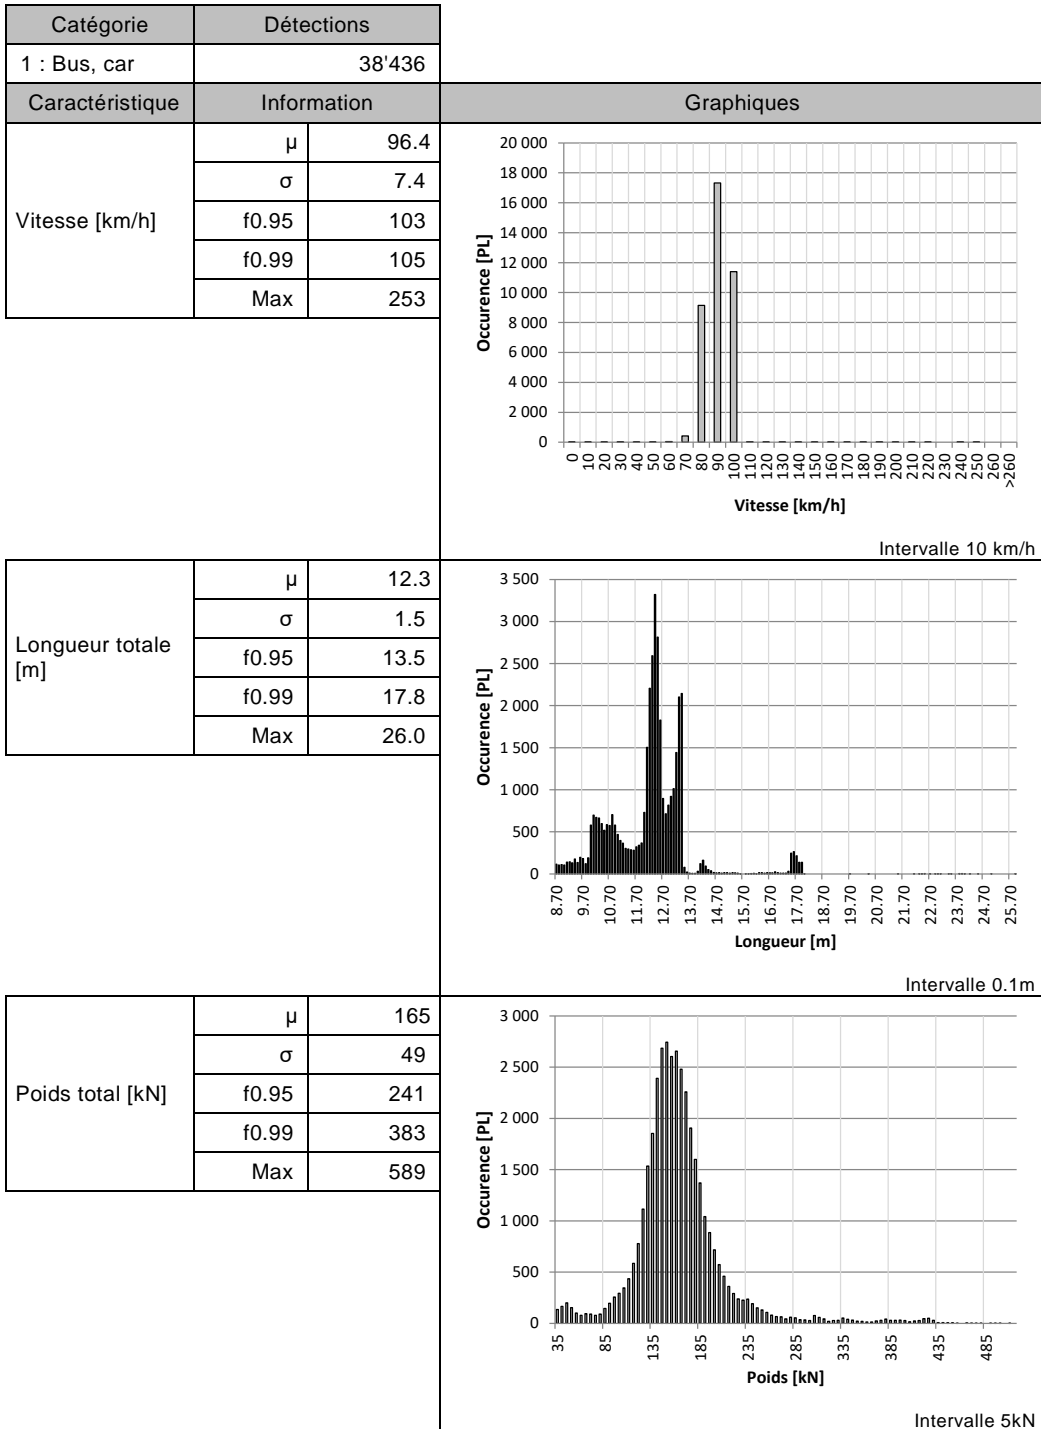 Catégorie Détections
1 : Bus, car 38'436
Caractéristique Information Graphiques
Vitesse [km/h]
µ 96.4
σ 7.4
f0.95 103
f0.99 105
Max 253
20 000
18 000
16 000
14 000
12 000
10 000
8 000
6 000
4 000
2 000
0
Occurence [PL]
0 10 20 30 40 50 60 70 80 90 100 110 120 130 140 150 160 170 180 190 200 210 220 230 240 250 260 >260
Vitesse [km/h]
Intervalle 10 km/h
Longueur totale
[m]
µ 12.3
σ 1.5
f0.95 13.5
f0.99 17.8
Max 26.0
3 500
3 000
2 500
2 000
1 500
1 000
500
0
Occurence [PL]
8.70 9.70 10.70 11.70 12.70 13.70 14.70 15.70 16.70 17.70 18.70 19.70 20.70 21.70 22.70 23.70 24.70 25.70
Longueur [m]
Intervalle 0.1m
Poids total [kN]
µ 165
σ 49
f0.95 241
f0.99 383
Max 589
3 000
2 500
2 000
1 500
1 000
500
0
Occurence [PL]
35 85 135 185 235 285 335 385 435 485
Poids [kN]
Intervalle 5kN